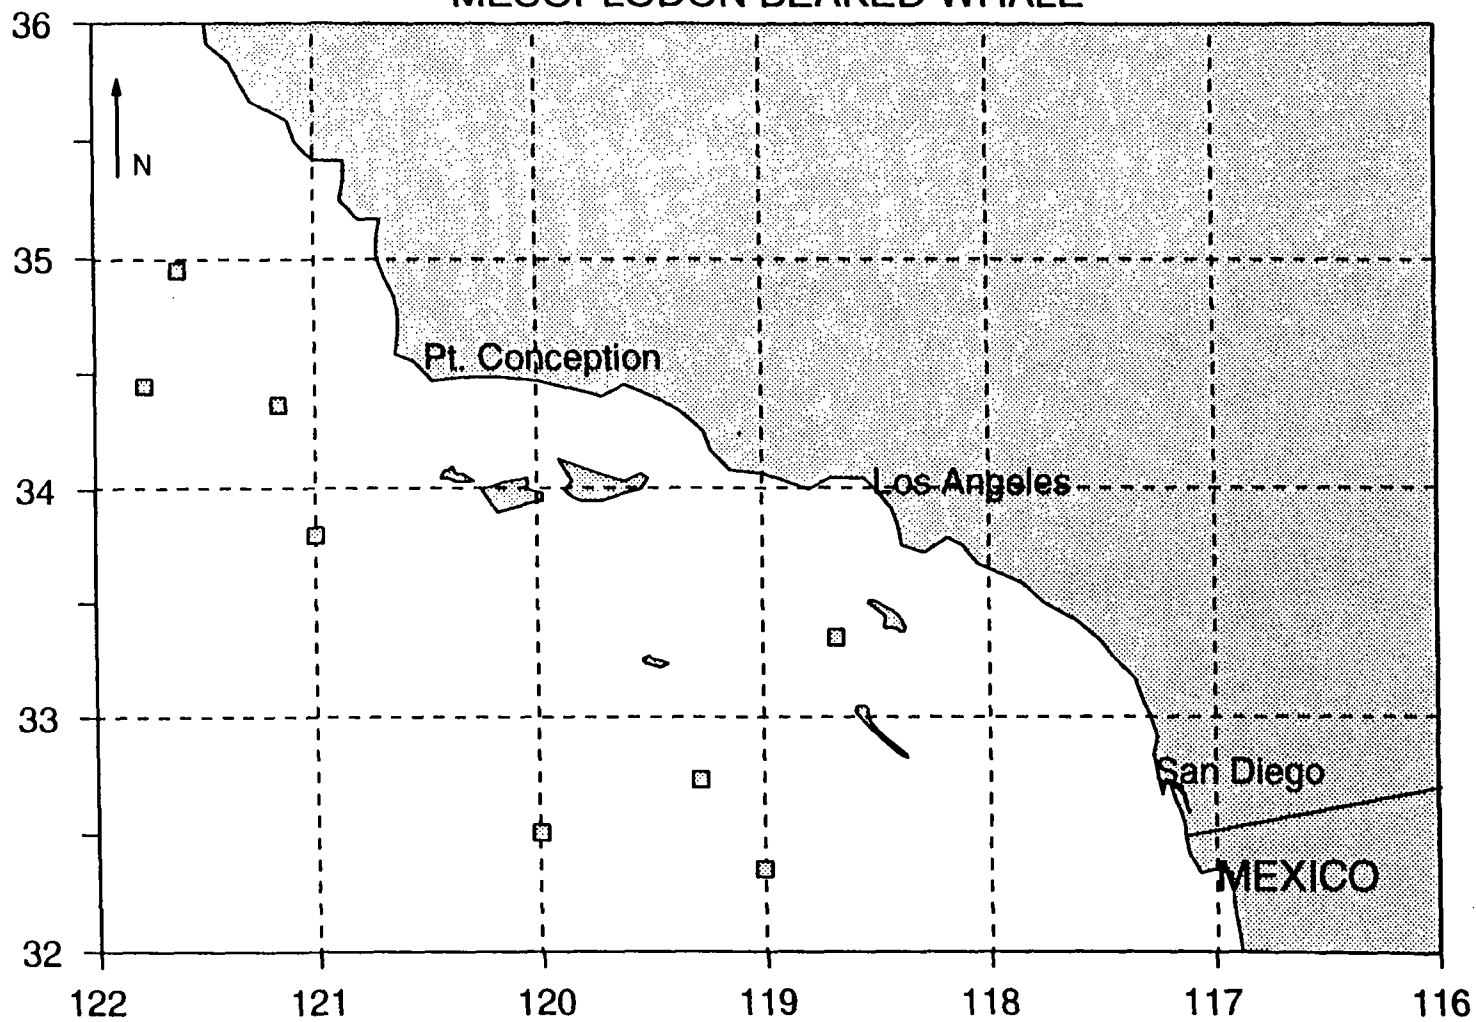 MESOPLODON BEAKED WHALE
36
N
35
Pt. Conception
34
Los Angeles
33
San Diego
MEXICO
32
122 121 120 119 118 117 116